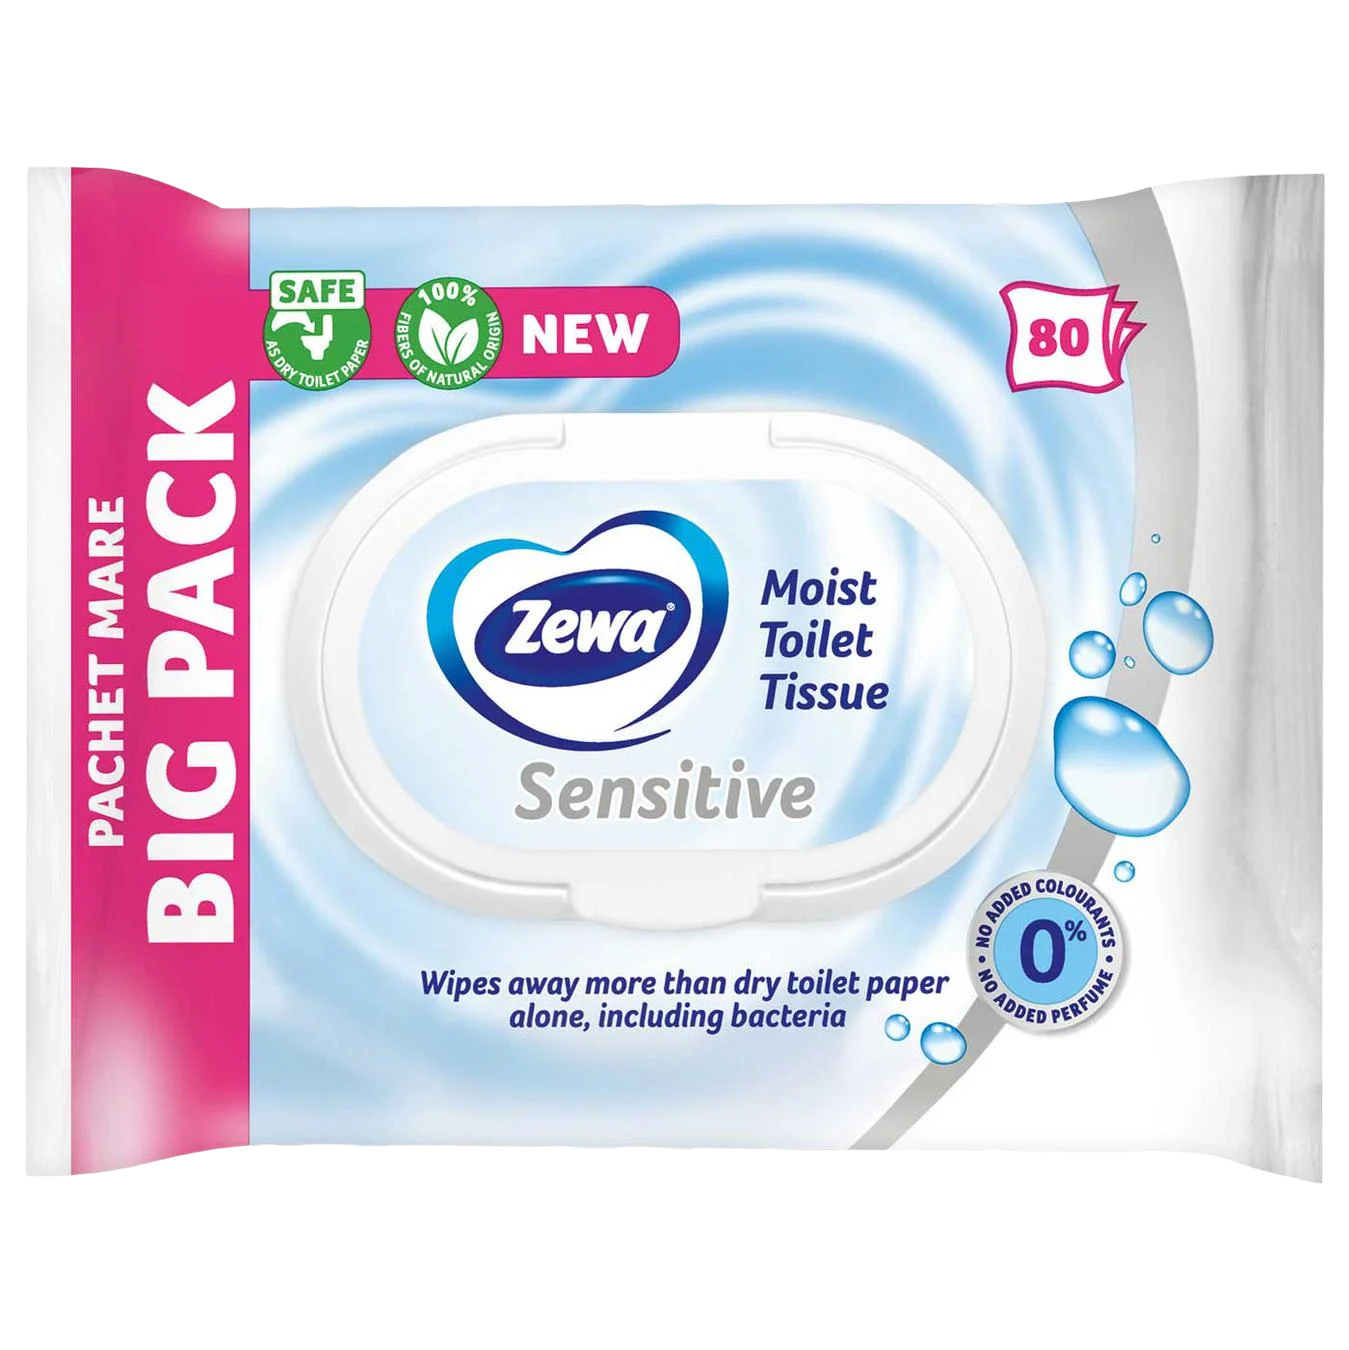 PACHET MARE
BIG PACK
SAFE
AS DRY TOILET PAPER
100%
FIBERS OF NATURAL ORIGIN
NEW
80
Zewa®
Moist
Toilet
Tissue
Sensitive
Wipes away more than dry toilet paper
alone, including bacteria
NO ADDED COLOURANTS
0%
• NO ADDED PERFUME •